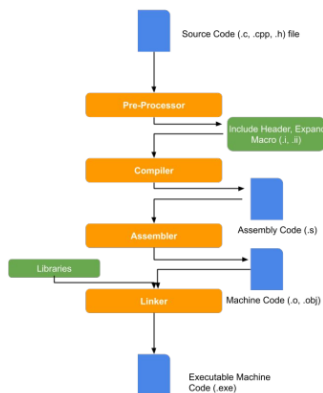 Source Code (.c, .cpp, .h) file
Pre-Processor
Include Header, Expand
Macro (.i, .ii)
Compiler
Assembly Code (.s)
Assembler
Libraries
Machine Code (.o, .obj)
Linker
Executable Machine
Code (.exe)